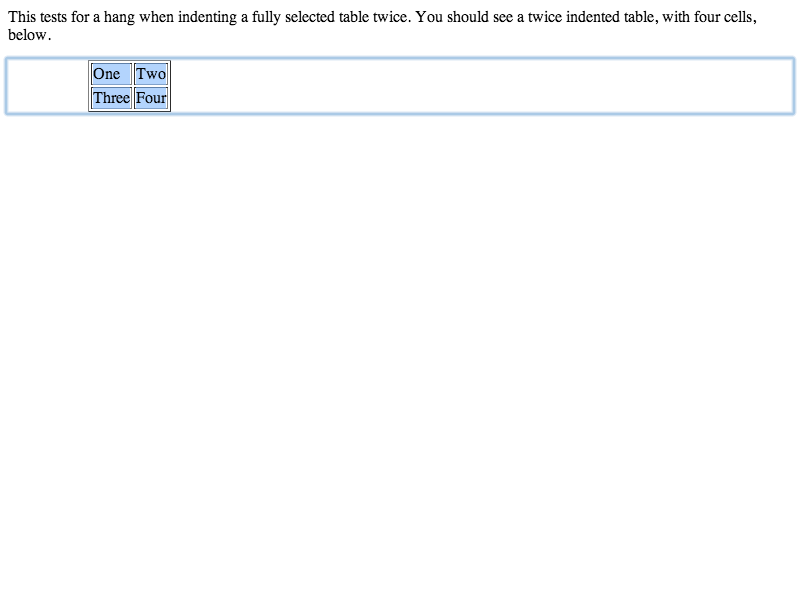 This tests for a hang when indenting a fully selected table twice. You should see a twice indented table, with four cells,
below.
One Two
Three Four